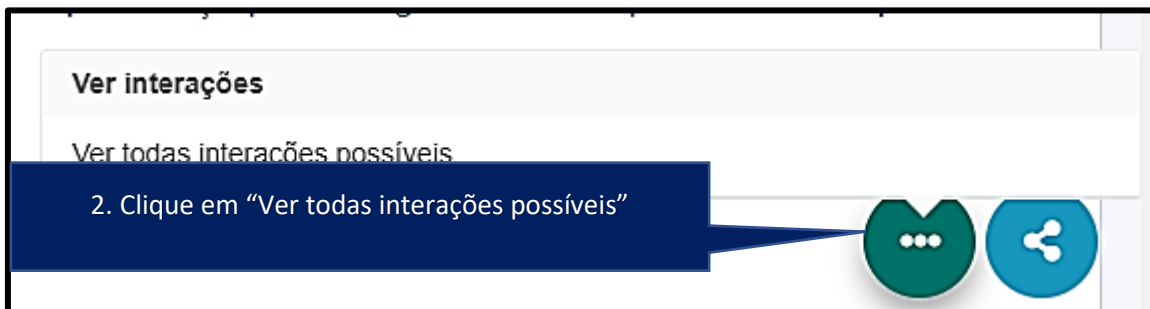 Ver interações
Ver todas interações possíveis
2. Clique em “Ver todas interações possíveis”